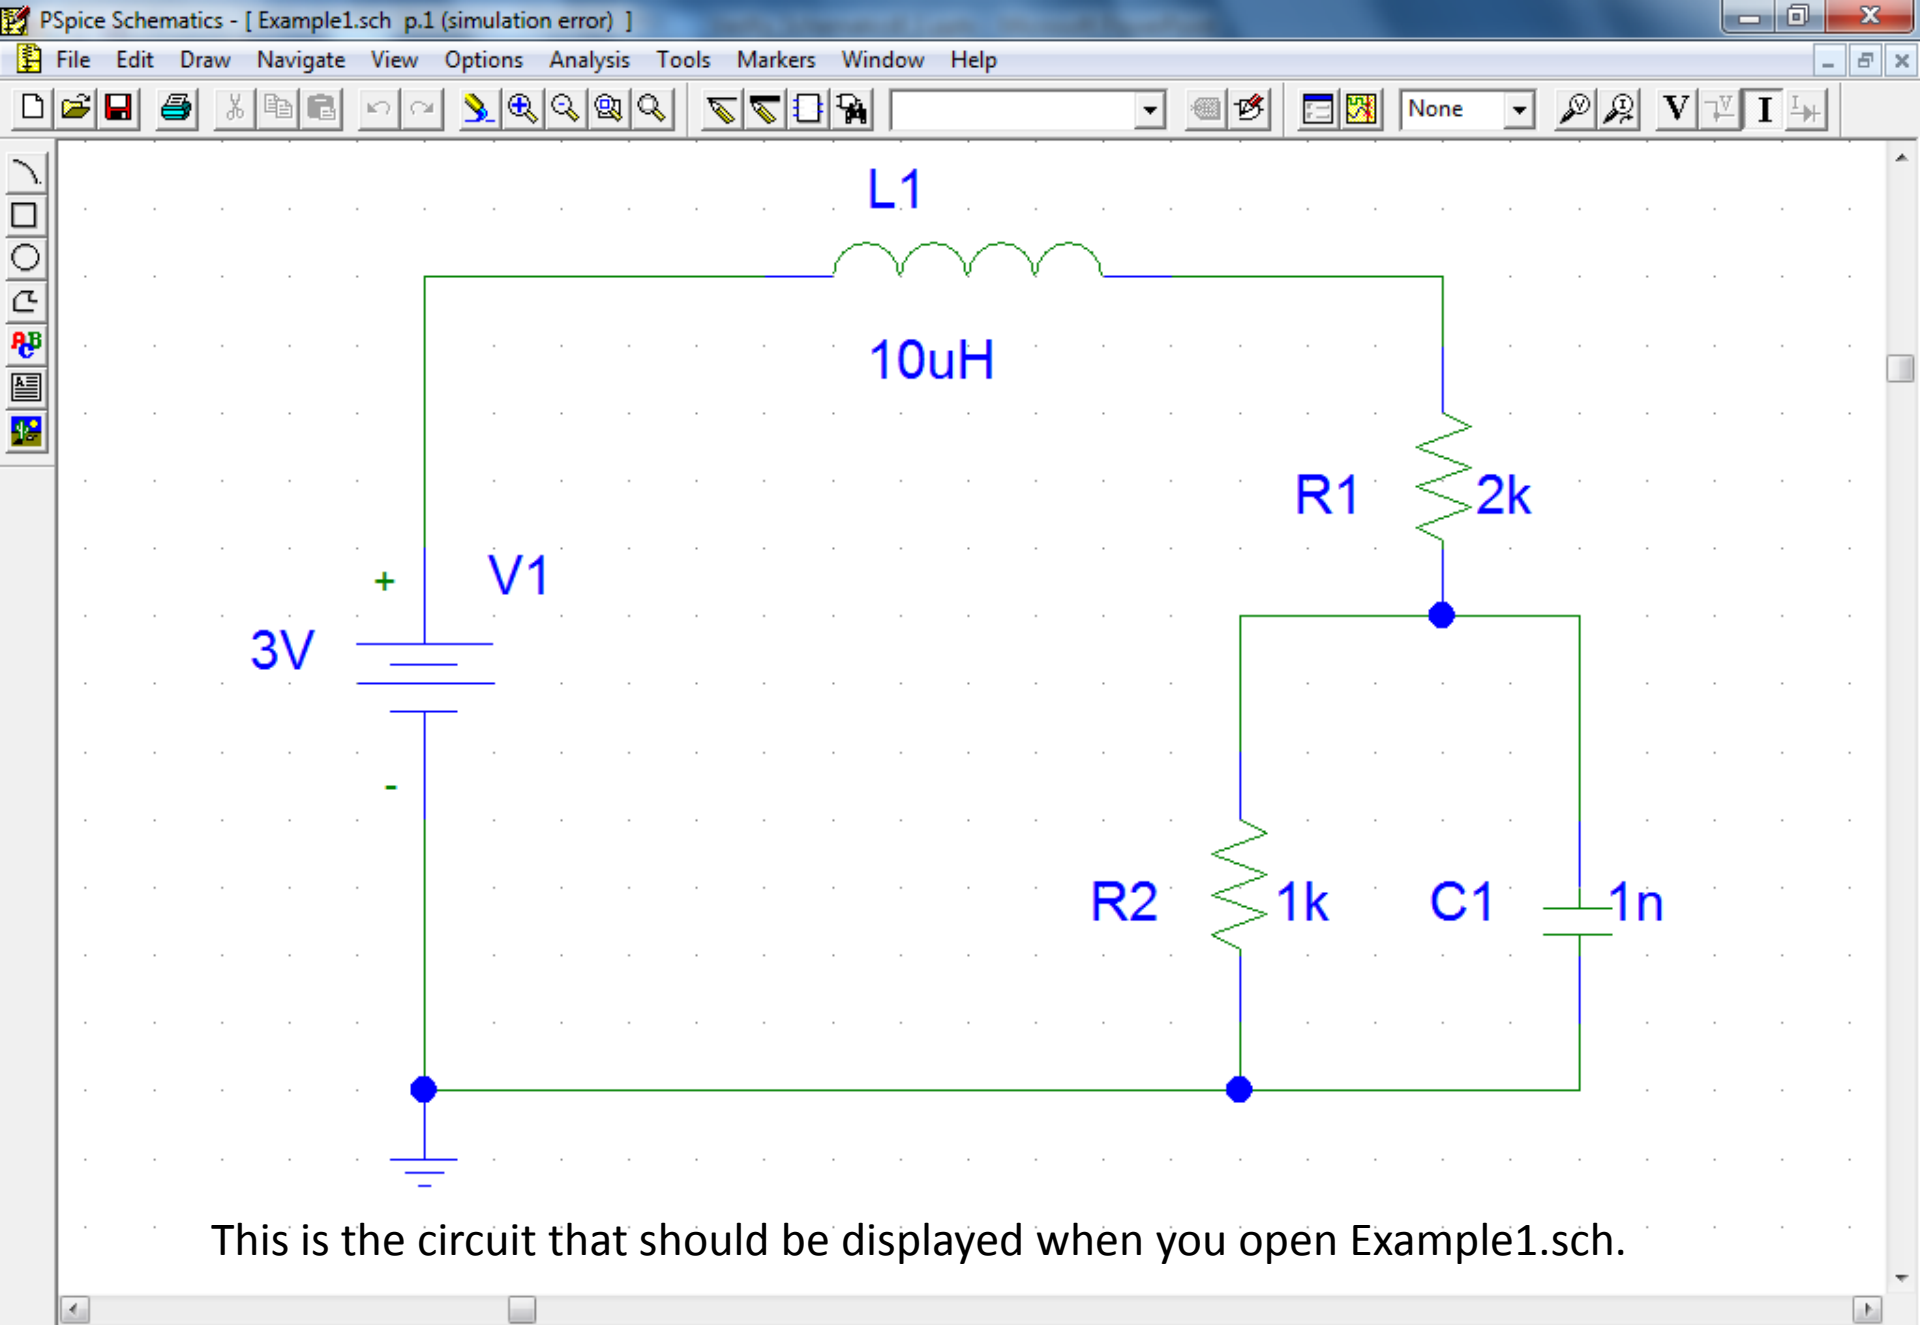 PSpice Schematics - [ Example1.sch  p.1 (simulation error)  ]
File Edit Draw Navigate View Options Analysis Tools Markers Window Help
None V V I I
ABC
A
L1
10uH
R1 2k
+ V1
3V
-
R2 1k C1 1n
This is the circuit that should be displayed when you open Example1.sch.